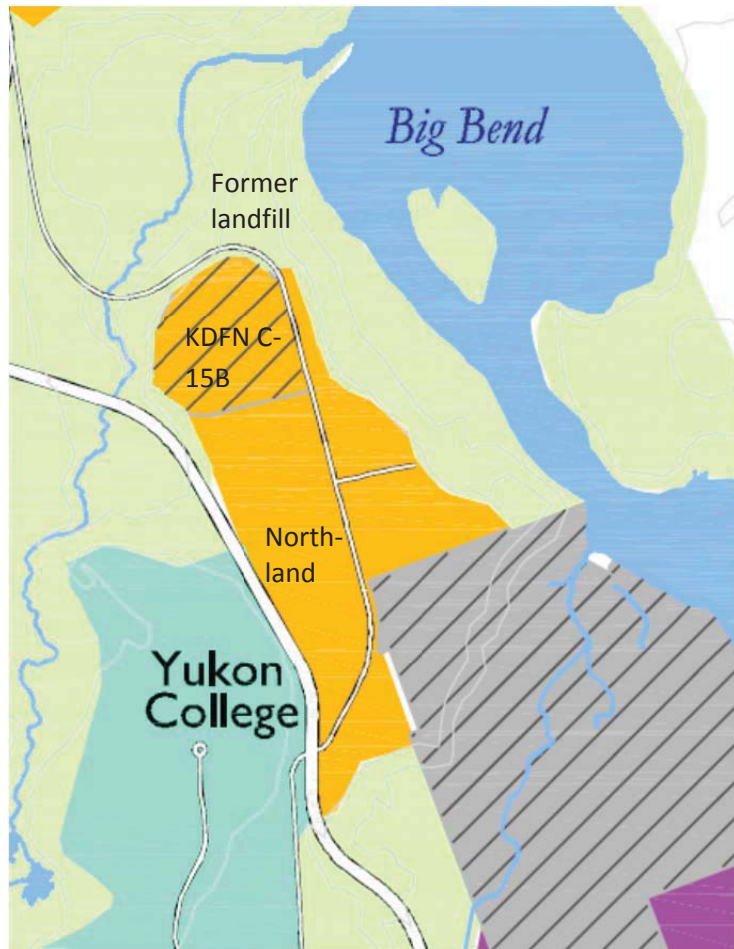 Big Bend
Former
landfill
KDFN C-
15B
North-
land
Yukon
College